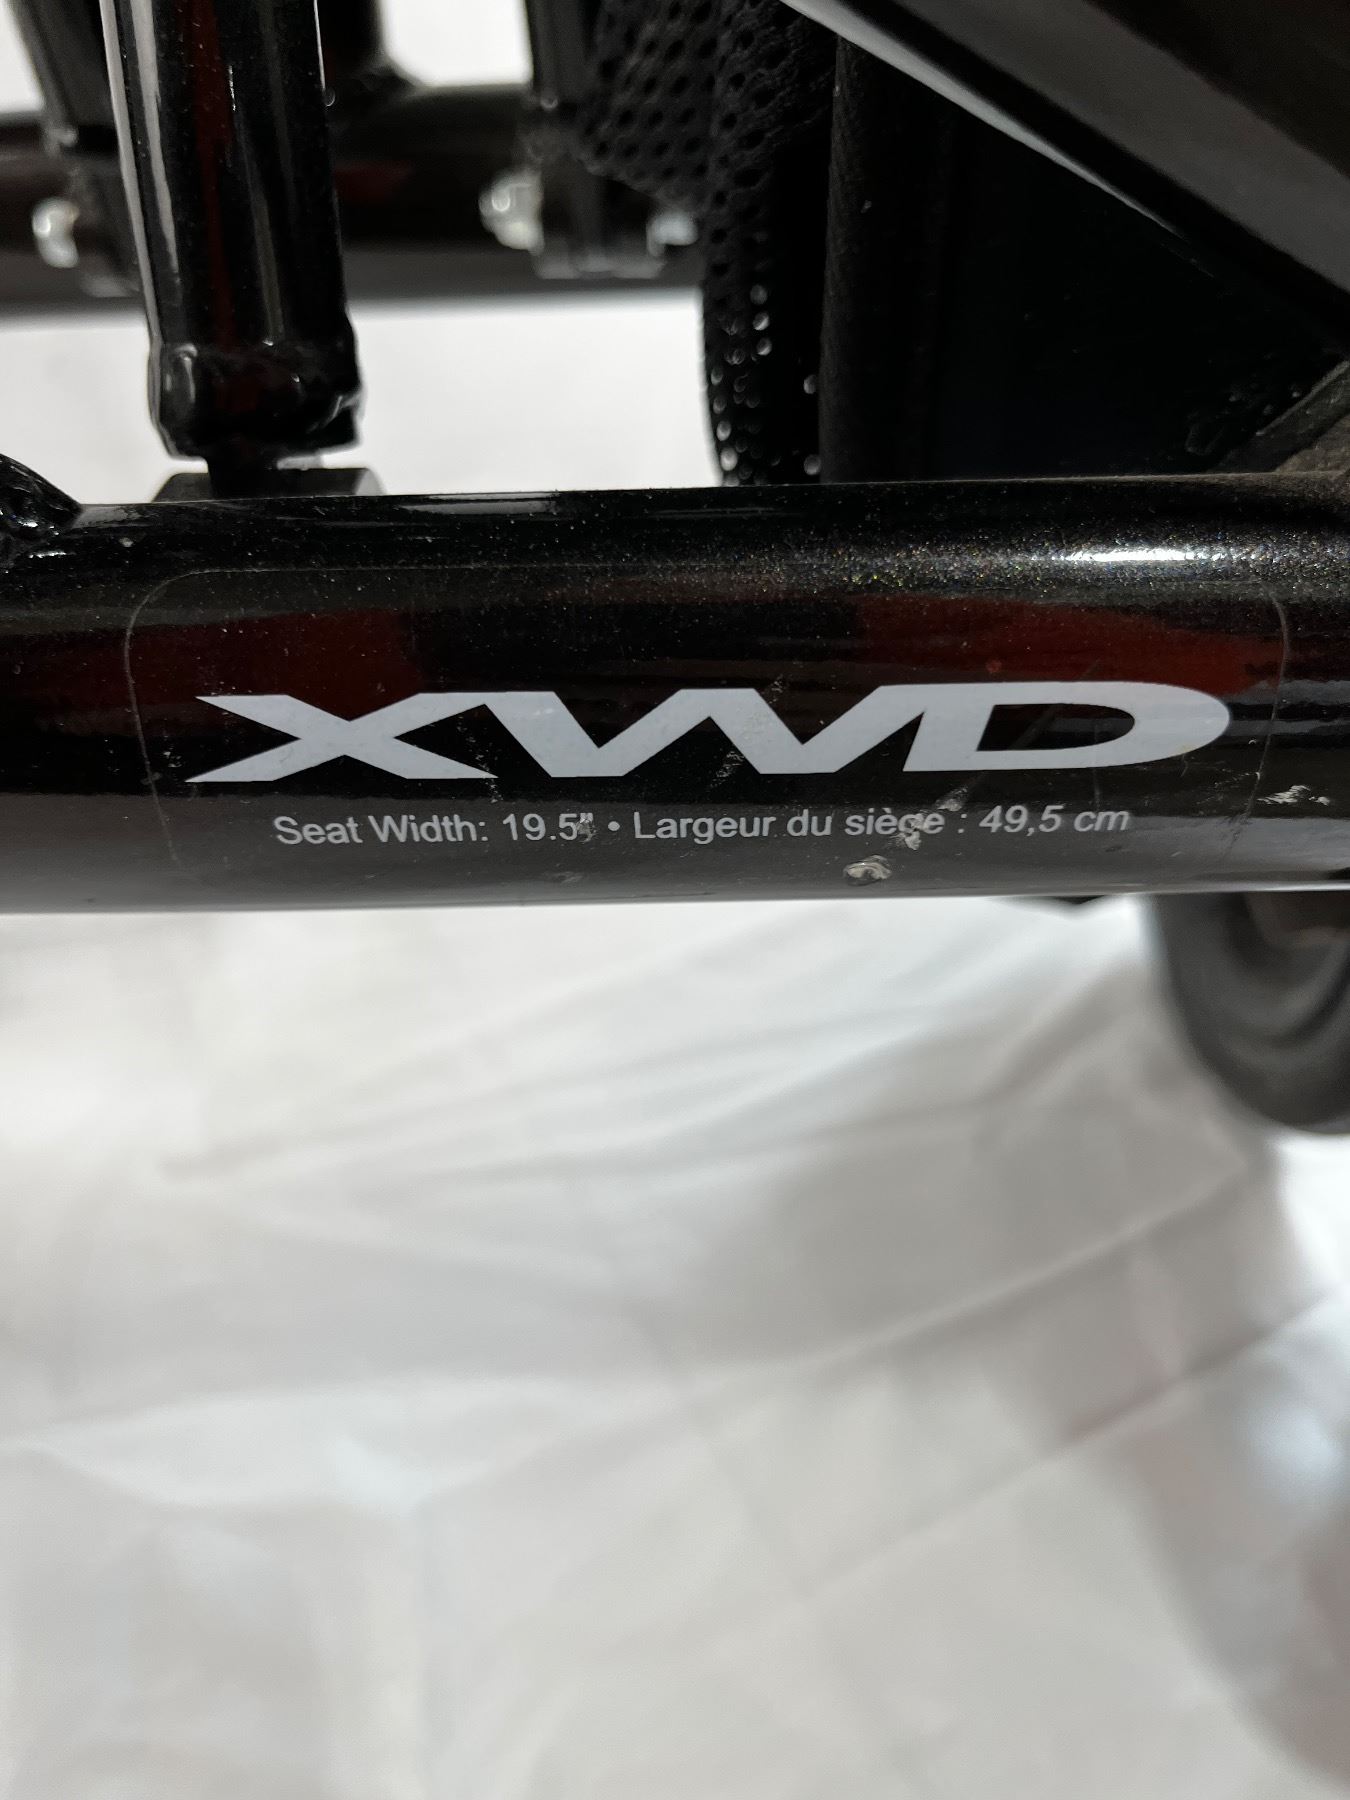 XWD
Seat Width: 19.5" • Largeur du siège : 49,5 cm